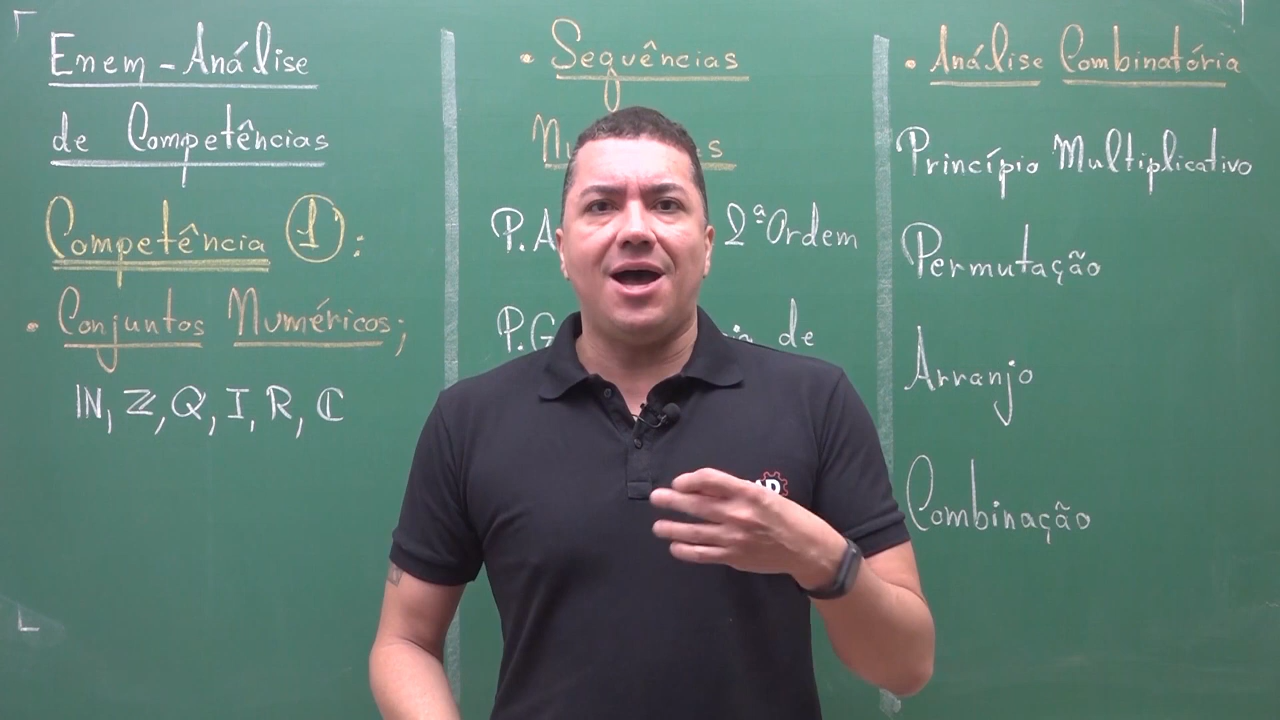 Enem - Análise
de Competências
Competência 1:
• Conjuntos Numéricos;
IN, Z, Q, I, R, C
• Sequências
P.A 2ª Ordem
P.G de
• Análise Combinatória
Princípio Multiplicativo
Permutação
Arranjo
Combinação